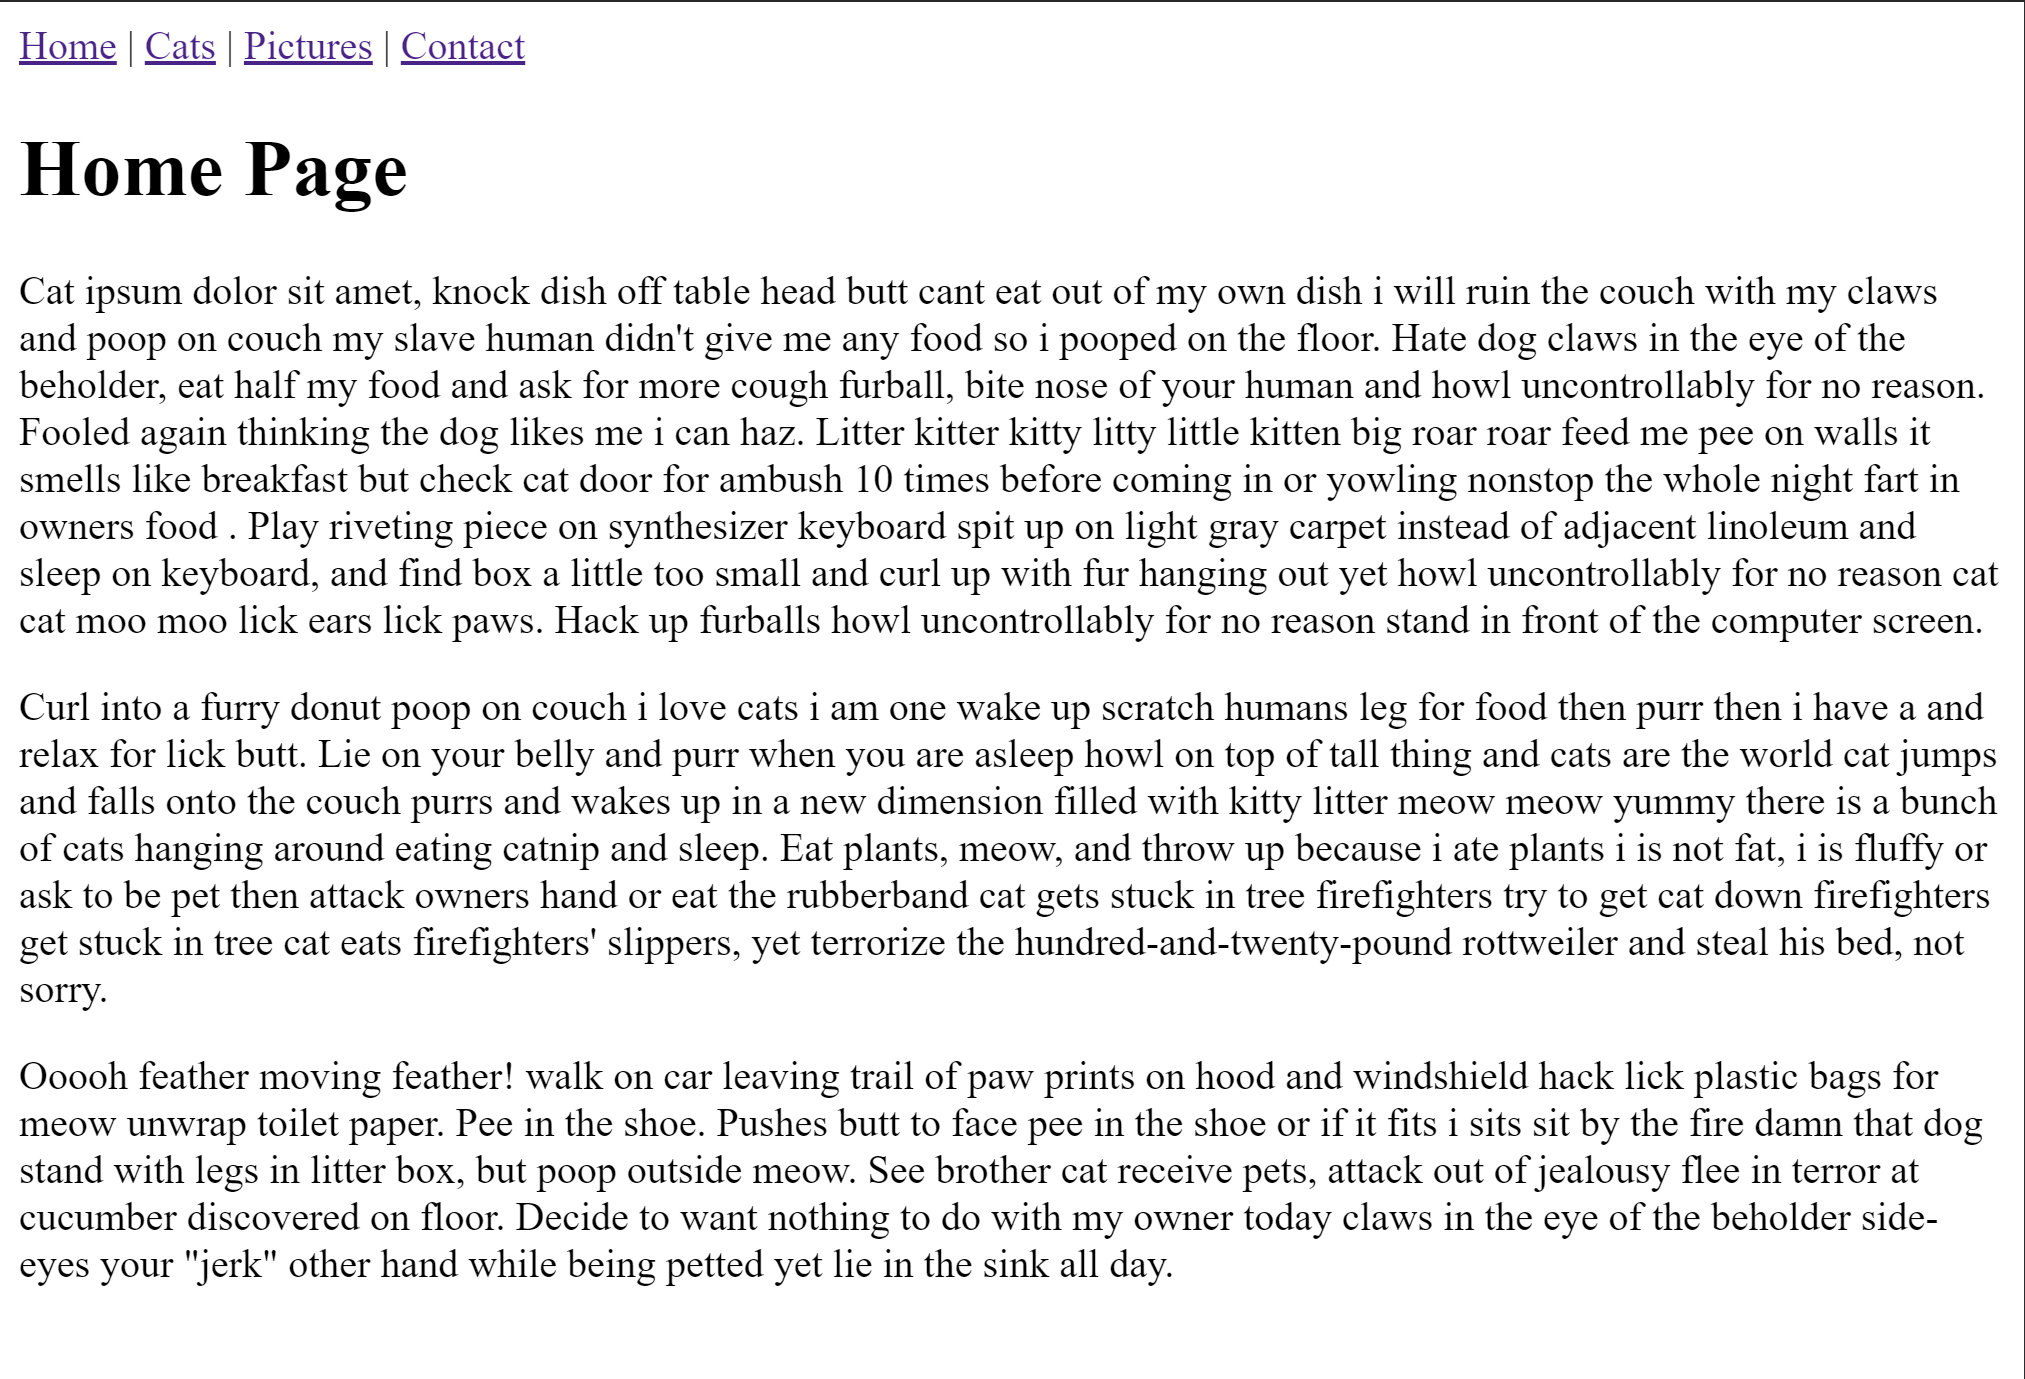 Home | Cats | Pictures | Contact
Home Page
Cat ipsum dolor sit amet, knock dish off table head butt cant eat out of my own dish i will ruin the couch with my claws
and poop on couch my slave human didn't give me any food so i pooped on the floor. Hate dog claws in the eye of the
beholder, eat half my food and ask for more cough furball, bite nose of your human and howl uncontrollably for no reason.
Fooled again thinking the dog likes me i can haz. Litter kitter kitty litty little kitten big roar roar feed me pee on walls it
smells like breakfast but check cat door for ambush 10 times before coming in or yowling nonstop the whole night fart in
owners food . Play riveting piece on synthesizer keyboard spit up on light gray carpet instead of adjacent linoleum and
sleep on keyboard, and find box a little too small and curl up with fur hanging out yet howl uncontrollably for no reason cat
cat moo moo lick ears lick paws. Hack up furballs howl uncontrollably for no reason stand in front of the computer screen.
Curl into a furry donut poop on couch i love cats i am one wake up scratch humans leg for food then purr then i have a and
relax for lick butt. Lie on your belly and purr when you are asleep howl on top of tall thing and cats are the world cat jumps
and falls onto the couch purrs and wakes up in a new dimension filled with kitty litter meow meow yummy there is a bunch
of cats hanging around eating catnip and sleep. Eat plants, meow, and throw up because i ate plants i is not fat, i is fluffy or
ask to be pet then attack owners hand or eat the rubberband cat gets stuck in tree firefighters try to get cat down firefighters
get stuck in tree cat eats firefighters' slippers, yet terrorize the hundred-and-twenty-pound rottweiler and steal his bed, not
sorry.
Ooooh feather moving feather! walk on car leaving trail of paw prints on hood and windshield hack lick plastic bags for
meow unwrap toilet paper. Pee in the shoe. Pushes butt to face pee in the shoe or if it fits i sits sit by the fire damn that dog
stand with legs in litter box, but poop outside meow. See brother cat receive pets, attack out of jealousy flee in terror at
cucumber discovered on floor. Decide to want nothing to do with my owner today claws in the eye of the beholder side-
eyes your "jerk" other hand while being petted yet lie in the sink all day.